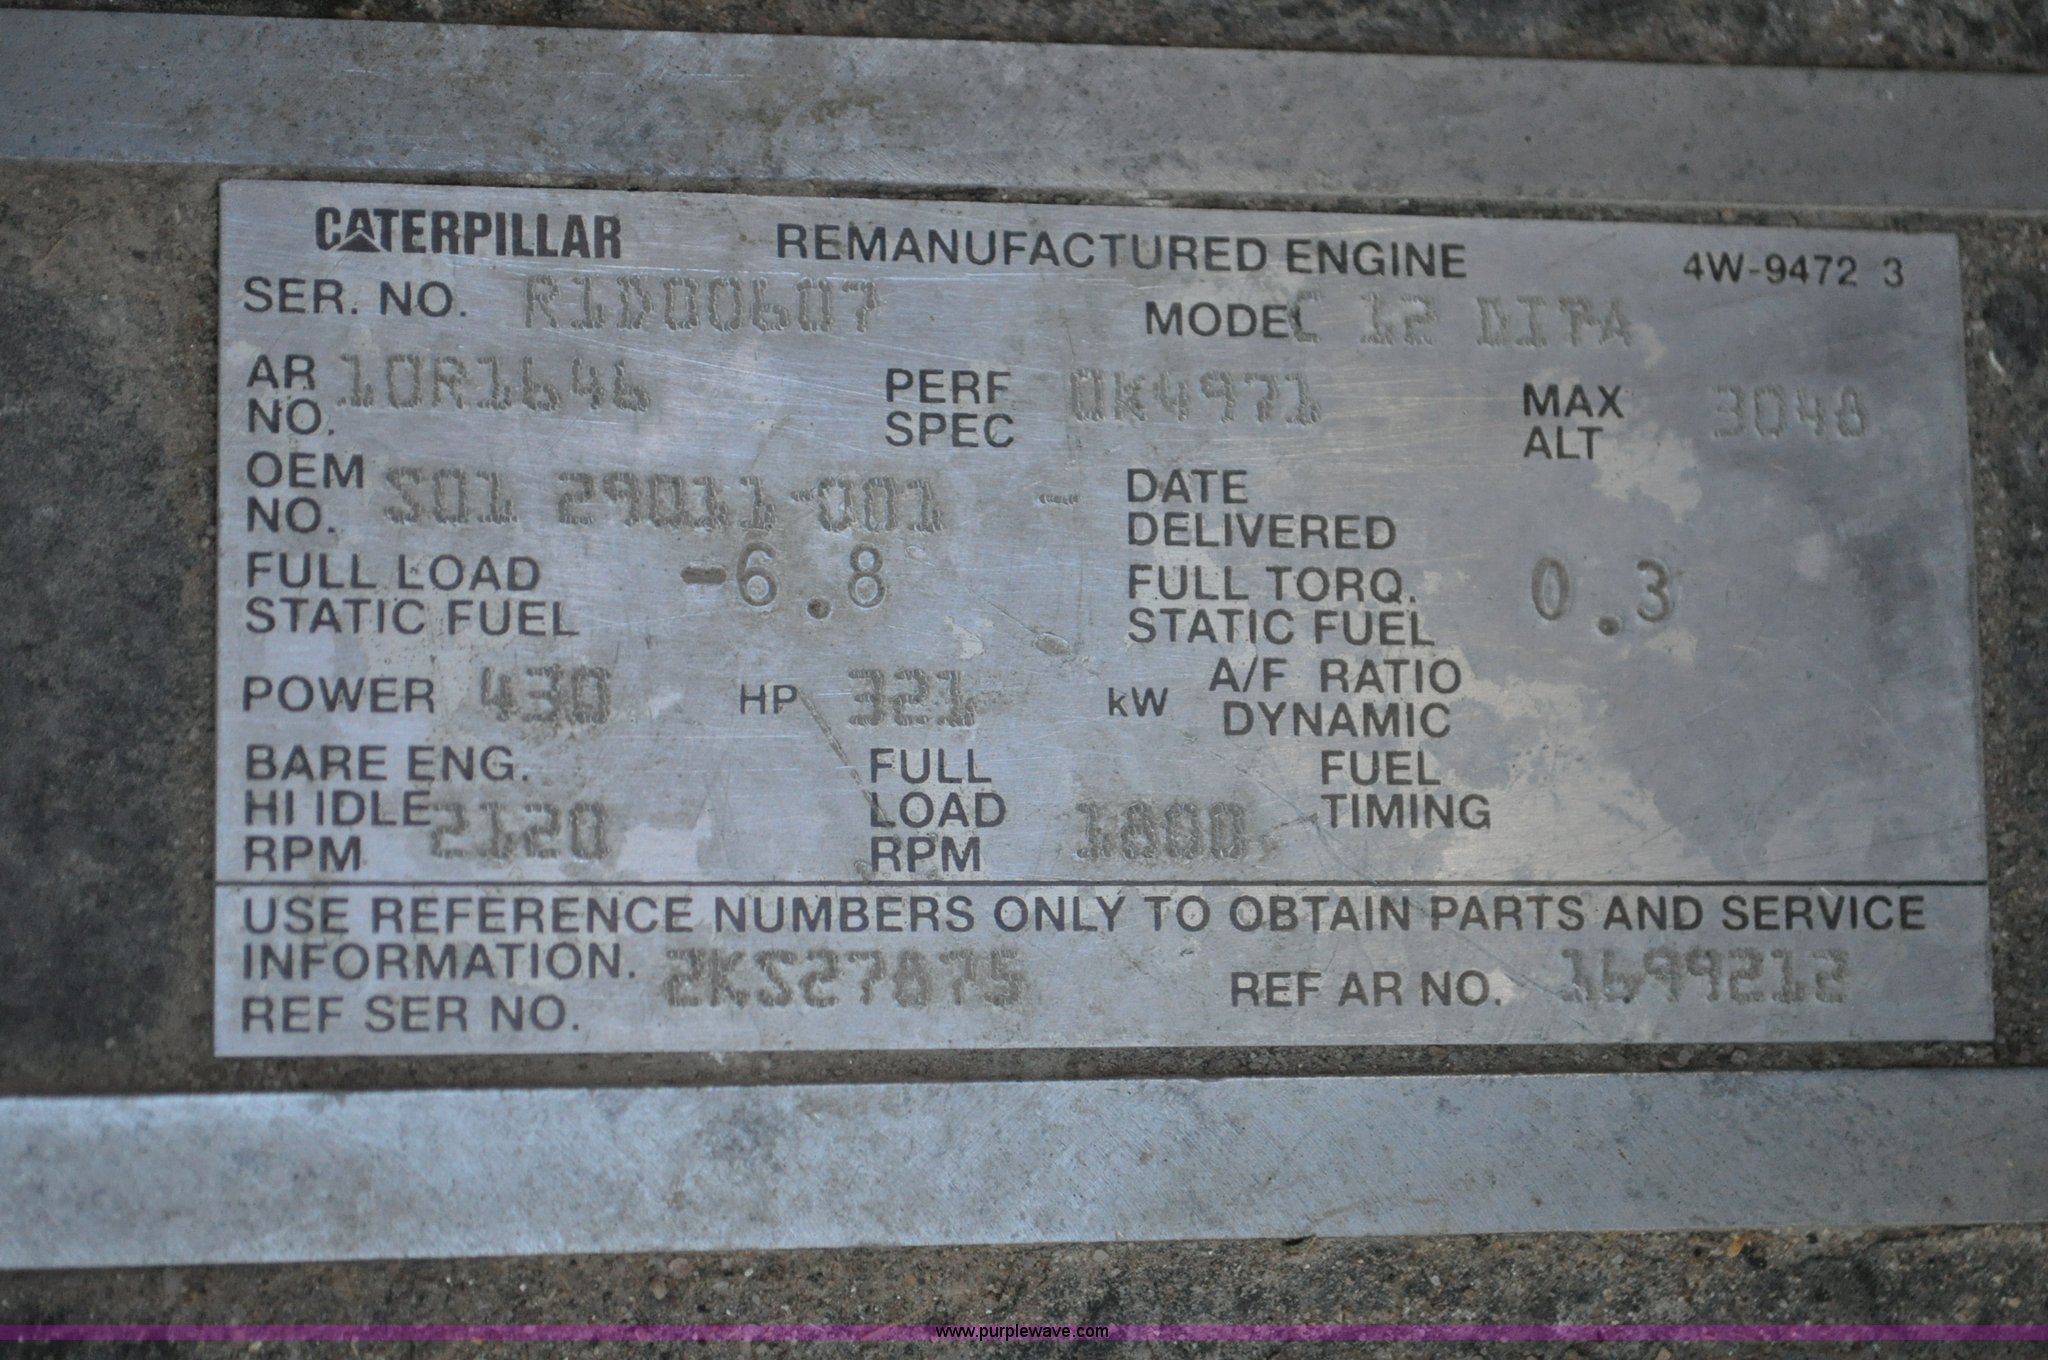 CATERPILLAR REMANUFACTURED ENGINE 4W-9472 3
SER. NO. R1D00607 MODEL C 12 DITA
AR NO. 10R1646 PERF SPEC 0K4971 MAX ALT 3048
OEM NO. S01 29011-001 - DATE DELIVERED
FULL LOAD STATIC FUEL -6.8 FULL TORQ. STATIC FUEL 0.3
POWER 430 HP 321 kW A/F RATIO DYNAMIC
BARE ENG. HI IDLE RPM 2120 FULL LOAD RPM 1800 FUEL TIMING
USE REFERENCE NUMBERS ONLY TO OBTAIN PARTS AND SERVICE
INFORMATION.
REF SER NO. 2KS27875 REF AR NO. 1699212
www.purplewave.com